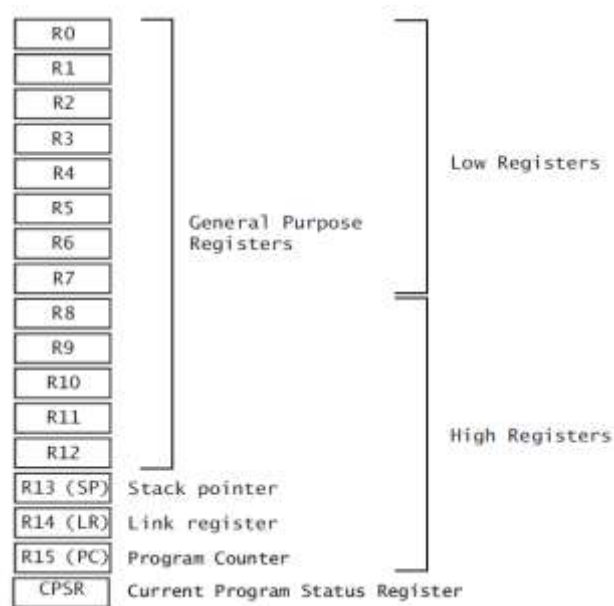 R0
R1
R2
R3
R4
R5
R6
R7
R8
R9
R10
R11
R12
R13 (SP) Stack pointer
R14 (LR) Link register
R15 (PC) Program Counter
CPSR Current Program Status Register
General Purpose
Registers
Low Registers
High Registers